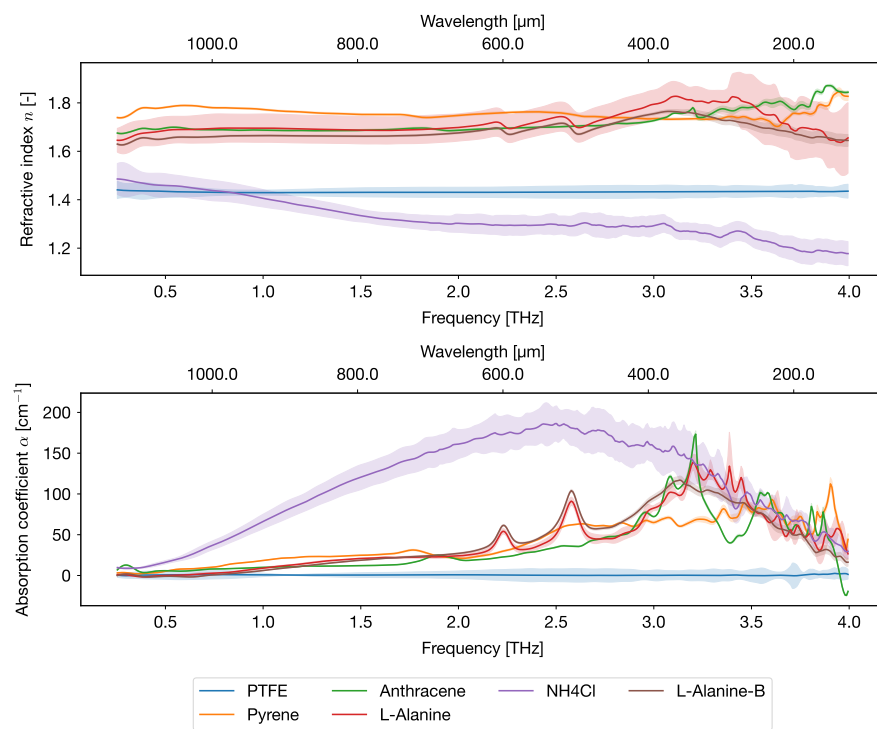 Wavelength [µm]
1000.0 800.0 600.0 400.0 200.0
Refractive index n [-]
1.8
1.6
1.4
1.2
0.5 1.0 1.5 2.0 2.5 3.0 3.5 4.0
Frequency [THz]
Wavelength [µm]
1000.0 800.0 600.0 400.0 200.0
Absorption coefficient α [cm⁻¹]
200
150
100
50
0
0.5 1.0 1.5 2.0 2.5 3.0 3.5 4.0
Frequency [THz]
PTFE Anthracene NH4Cl L-Alanine-B
Pyrene L-Alanine